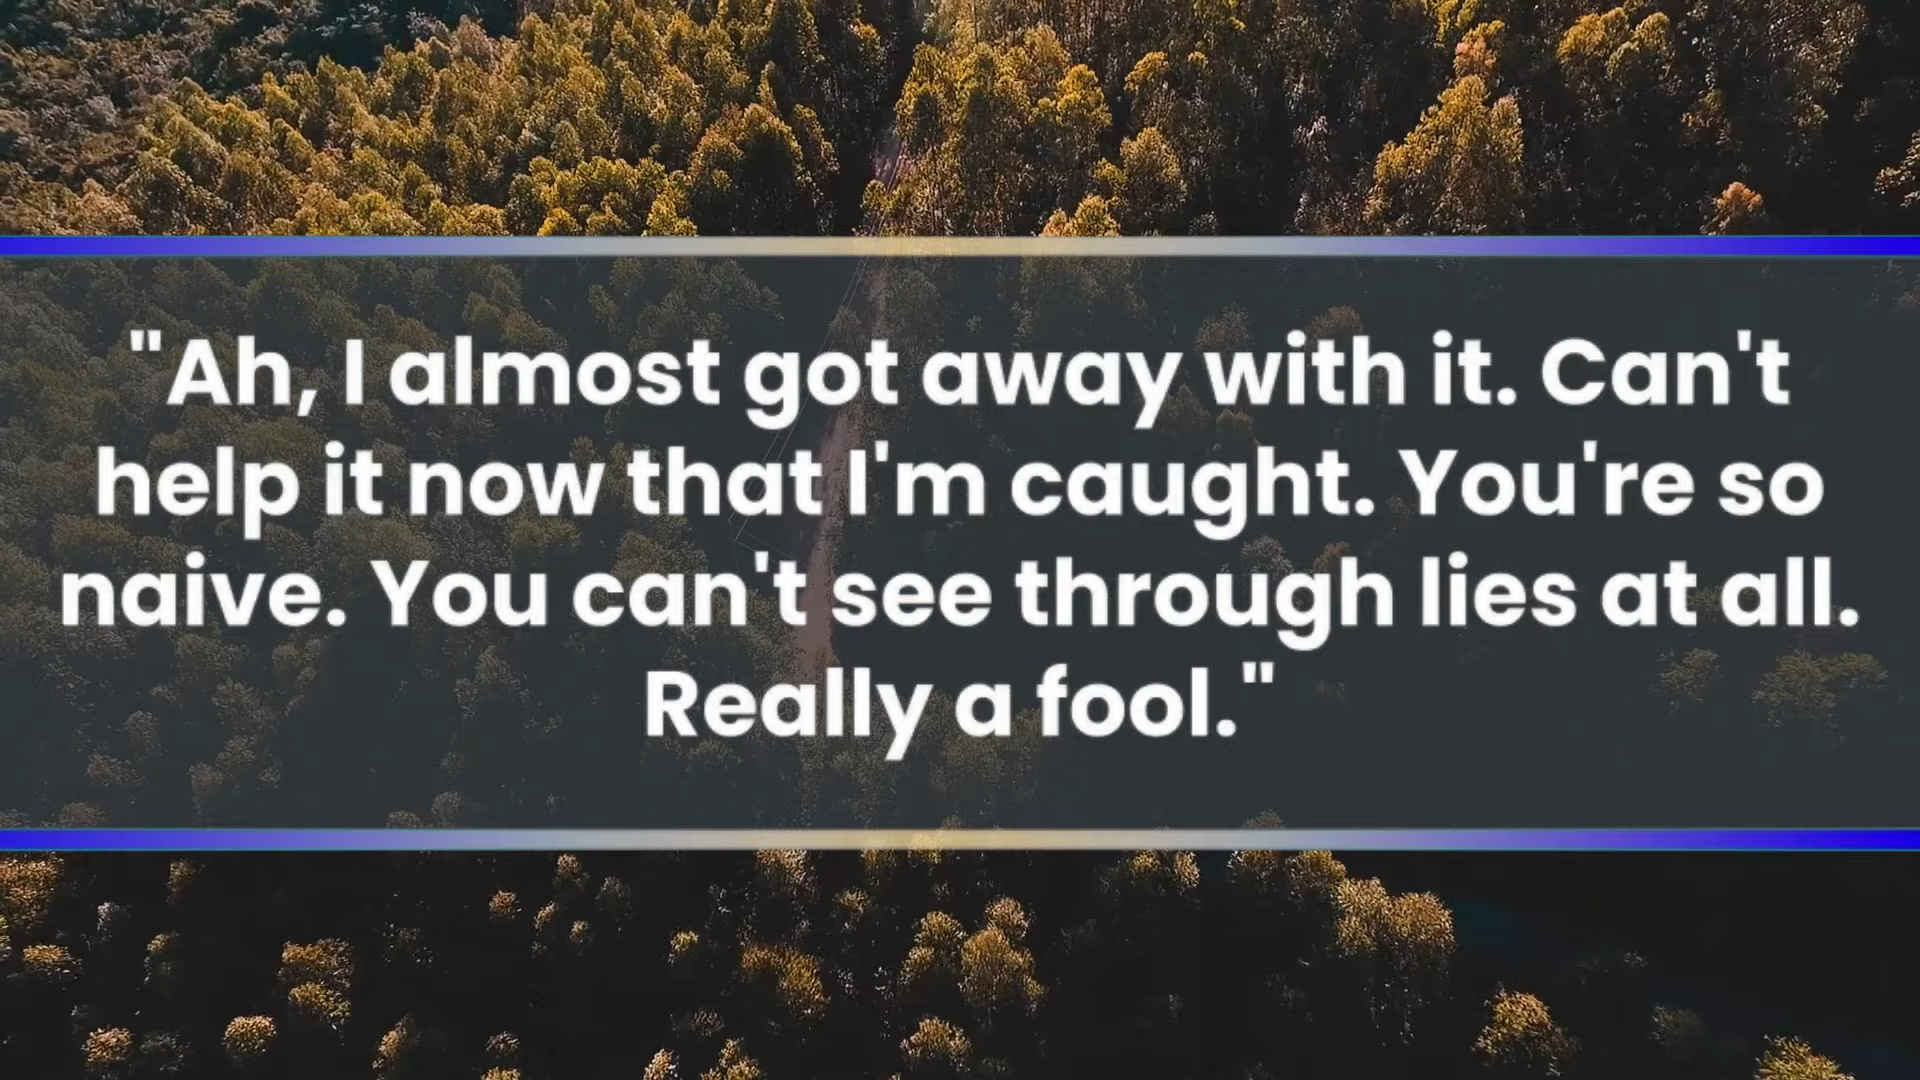 "Ah, I almost got away with it. Can't
help it now that I'm caught. You're so
naive. You can't see through lies at all.
Really a fool."